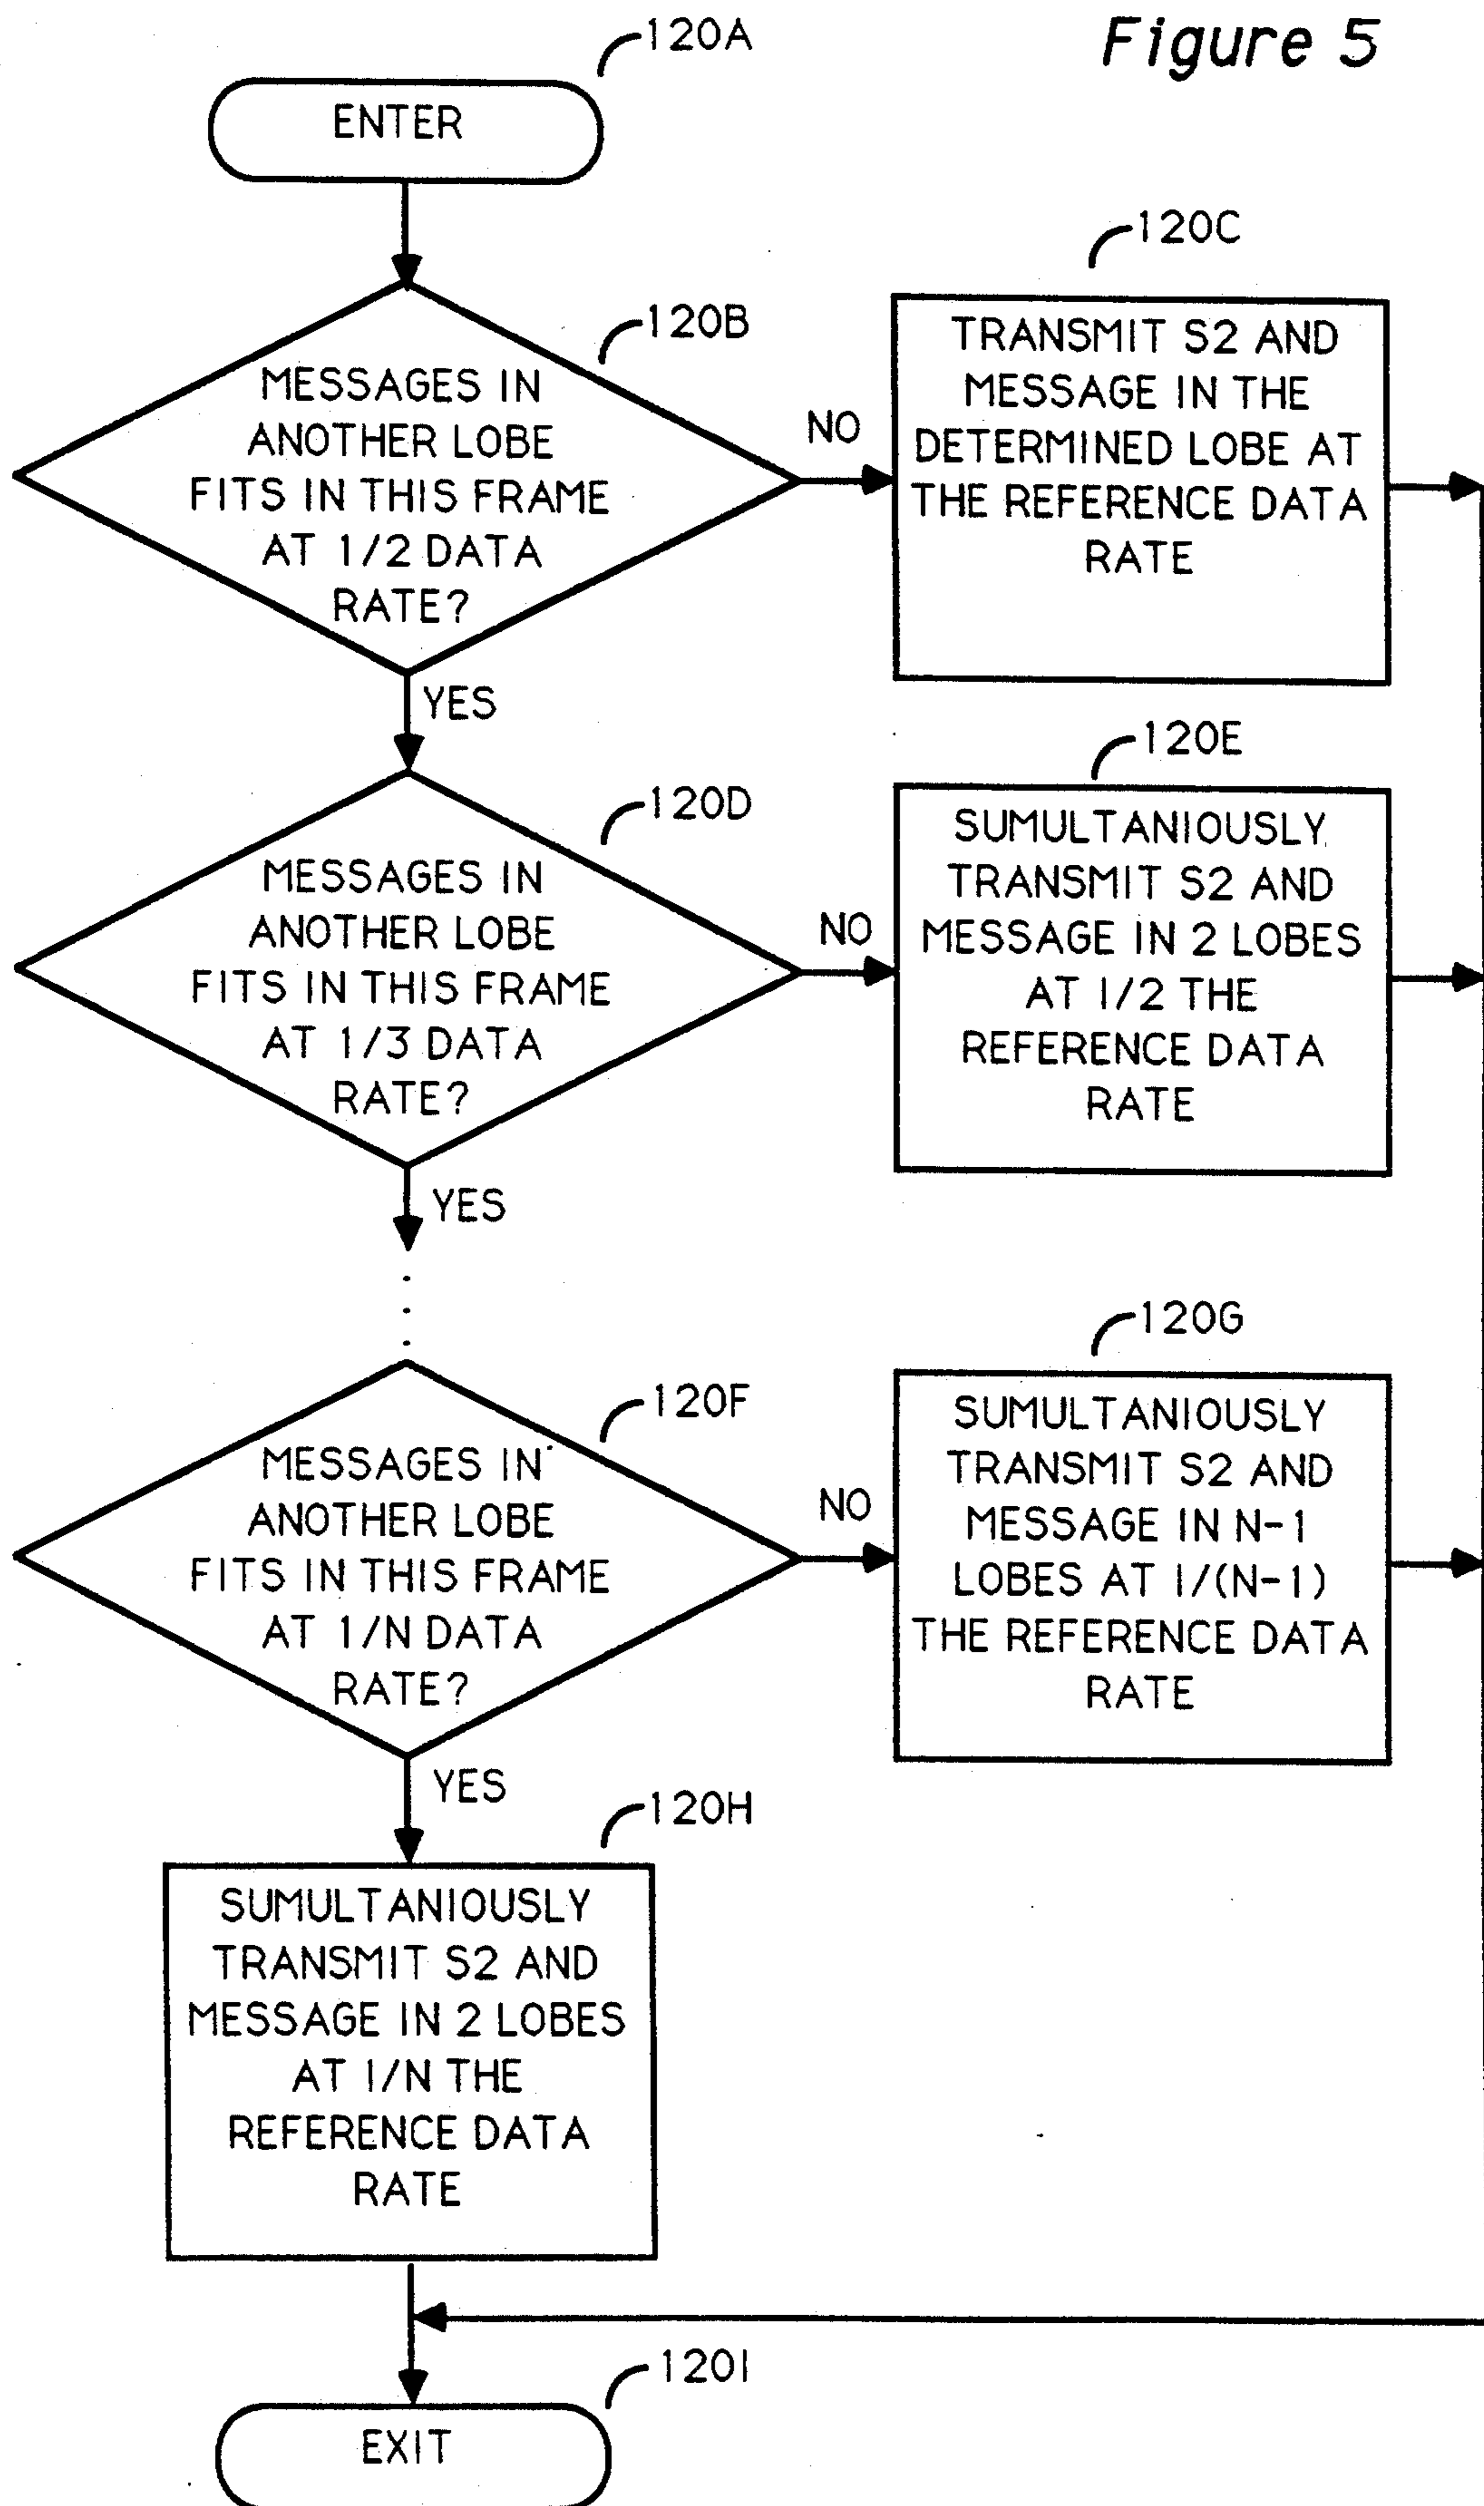 Figure 5
120A
ENTER
120B
MESSAGES IN
ANOTHER LOBE
FITS IN THIS FRAME
AT 1/2 DATA
RATE?
NO
120C
TRANSMIT S2 AND
MESSAGE IN THE
DETERMINED LOBE AT
THE REFERENCE DATA
RATE
YES
120D
MESSAGES IN
ANOTHER LOBE
FITS IN THIS FRAME
AT 1/3 DATA
RATE?
NO
120E
SUMULTANIOUSLY
TRANSMIT S2 AND
MESSAGE IN 2 LOBES
AT 1/2 THE
REFERENCE DATA
RATE
YES
120F
MESSAGES IN
ANOTHER LOBE
FITS IN THIS FRAME
AT 1/N DATA
RATE?
NO
120G
SUMULTANIOUSLY
TRANSMIT S2 AND
MESSAGE IN N-1
LOBES AT 1/(N-1)
THE REFERENCE DATA
RATE
YES
120H
SUMULTANIOUSLY
TRANSMIT S2 AND
MESSAGE IN 2 LOBES
AT 1/N THE
REFERENCE DATA
RATE
120I
EXIT